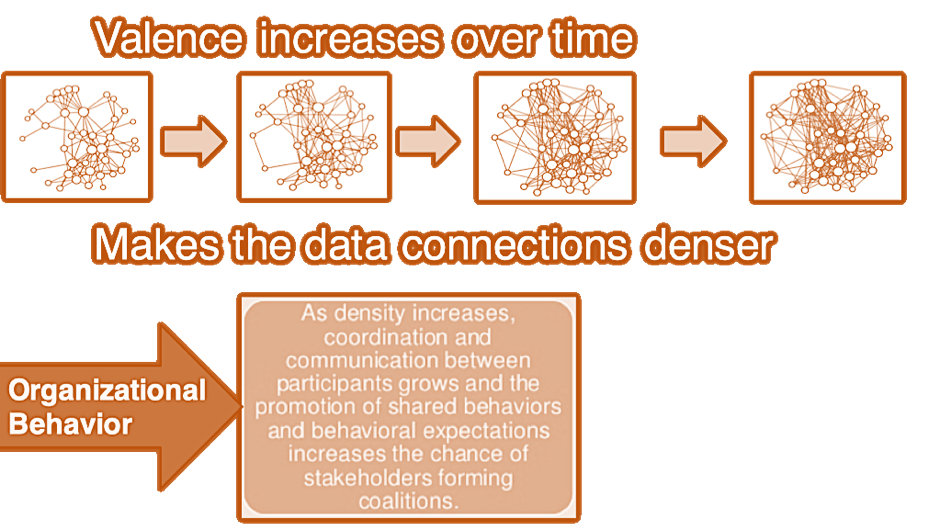 Valence increases over time
Makes the data connections denser
Organizational
Behavior
As density increases,
coordination and
communication between
participants grows and the
promotion of shared behaviors
and behavioral expectations
increases the chance of
stakeholders forming
coalitions.